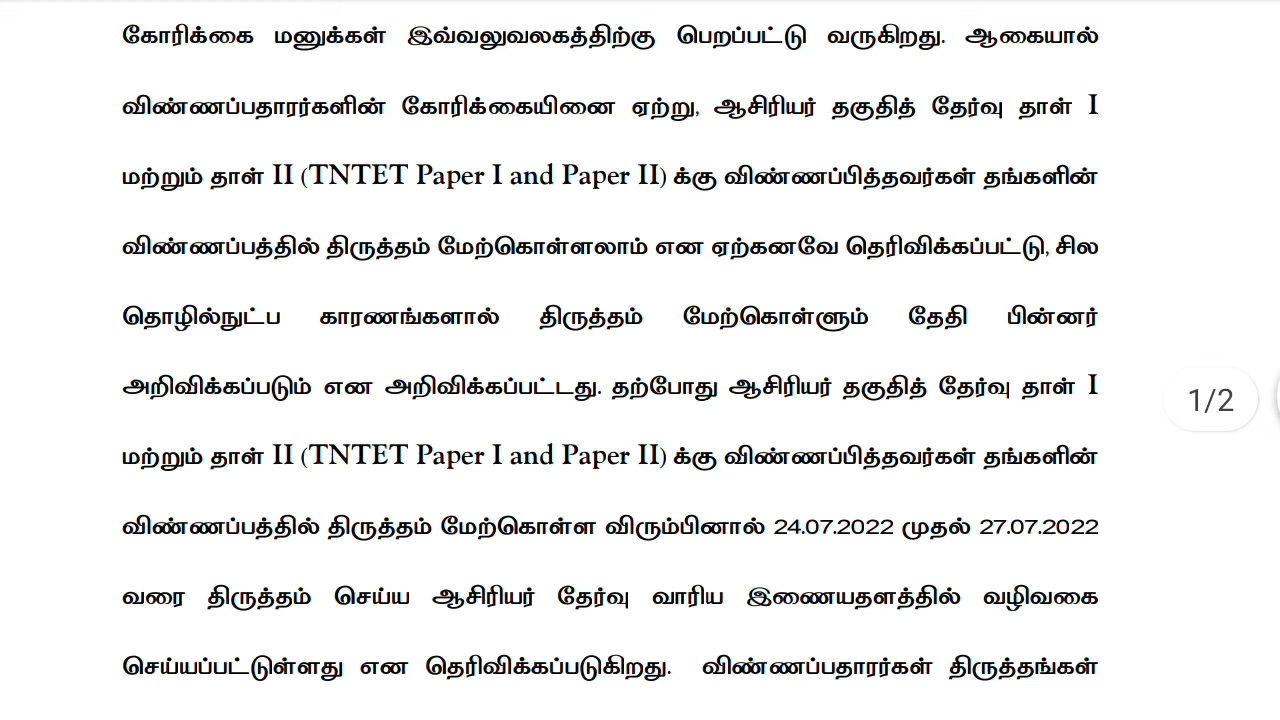 கோரிக்கை மனுக்கள் இவ்வலுவலகத்திற்கு பெறப்பட்டு வருகிறது. ஆகையால்
விண்ணப்பதாரர்களின் கோரிக்கையினை ஏற்று, ஆசிரியர் தகுதித் தேர்வு தாள் I
மற்றும் தாள் II (TNTET Paper I and Paper II) க்கு விண்ணப்பித்தவர்கள் தங்களின்
விண்ணப்பத்தில் திருத்தம் மேற்கொள்ளலாம் என ஏற்கனவே தெரிவிக்கப்பட்டு, சில
தொழில்நுட்ப காரணங்களால் திருத்தம் மேற்கொள்ளும் தேதி பின்னர்
அறிவிக்கப்படும் என அறிவிக்கப்பட்டது. தற்போது ஆசிரியர் தகுதித் தேர்வு தாள் I
மற்றும் தாள் II (TNTET Paper I and Paper II) க்கு விண்ணப்பித்தவர்கள் தங்களின்
விண்ணப்பத்தில் திருத்தம் மேற்கொள்ள விரும்பினால் 24.07.2022 முதல் 27.07.2022
வரை திருத்தம் செய்ய ஆசிரியர் தேர்வு வாரிய இணையதளத்தில் வழிவகை
செய்யப்பட்டுள்ளது என தெரிவிக்கப்படுகிறது. விண்ணப்பதாரர்கள் திருத்தங்கள்
1/2